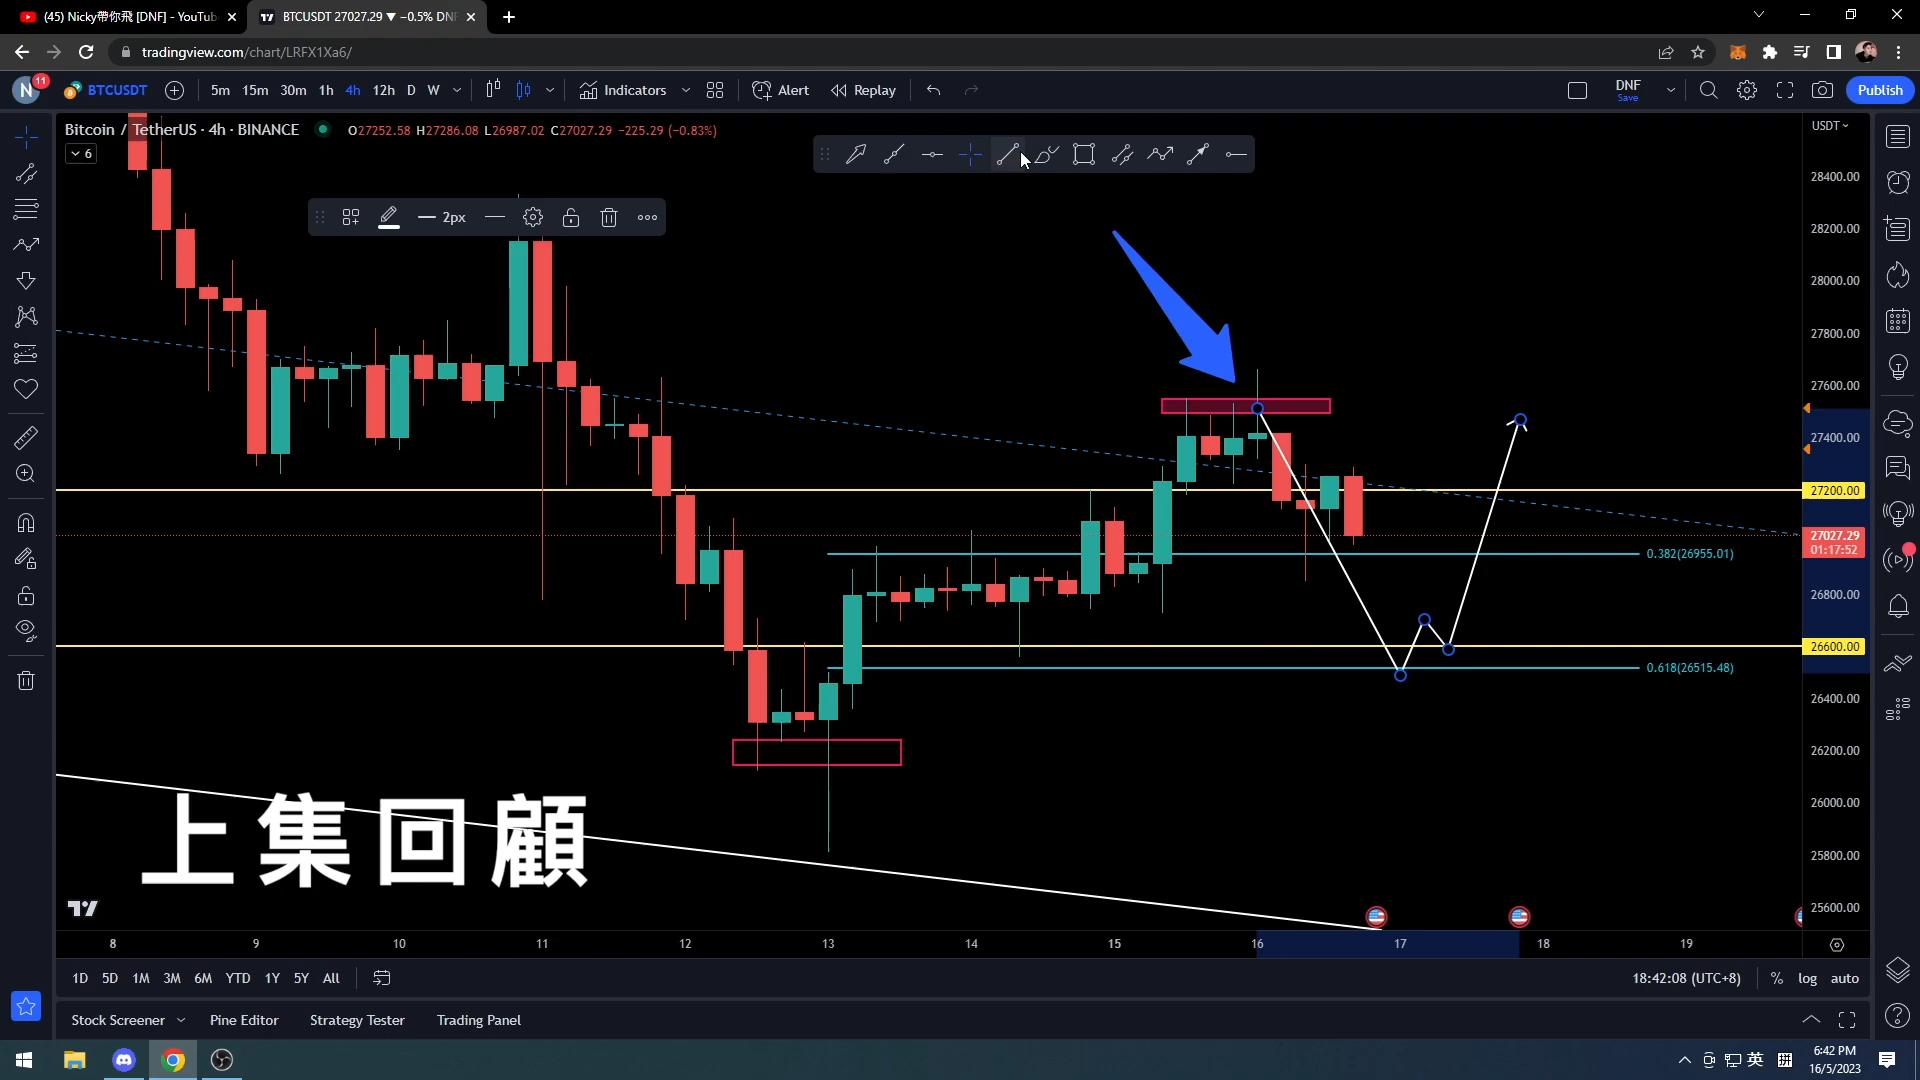 (45) Nicky帶你飛 [DNF] - YouTub
BTCUSDT 27027.29 ▼ −0.5% DNF
tradingview.com/chart/LRFX1Xa6/
N
11
BTCUSDT
5m 15m 30m 1h 4h 12h D W
Indicators
Alert
Replay
DNF
Save
Publish
Bitcoin / TetherUS · 4h · BINANCE
O27252.58 H27286.08 L26987.02 C27027.29 −225.29 (−0.83%)
6
2px
USDT
28400.00
28200.00
28000.00
27800.00
27600.00
27400.00
27200.00
27027.29
01:17:52
0.382(26955.01)
26800.00
26600.00
0.618(26515.48)
26400.00
26200.00
26000.00
25800.00
25600.00
上集回顧
8 9 10 11 12 13 14 15 16 17 18 19
1D 5D 1M 3M 6M YTD 1Y 5Y All
18:42:08 (UTC+8)
% log auto
Stock Screener
Pine Editor
Strategy Tester
Trading Panel
英
拼
6:42 PM
16/5/2023